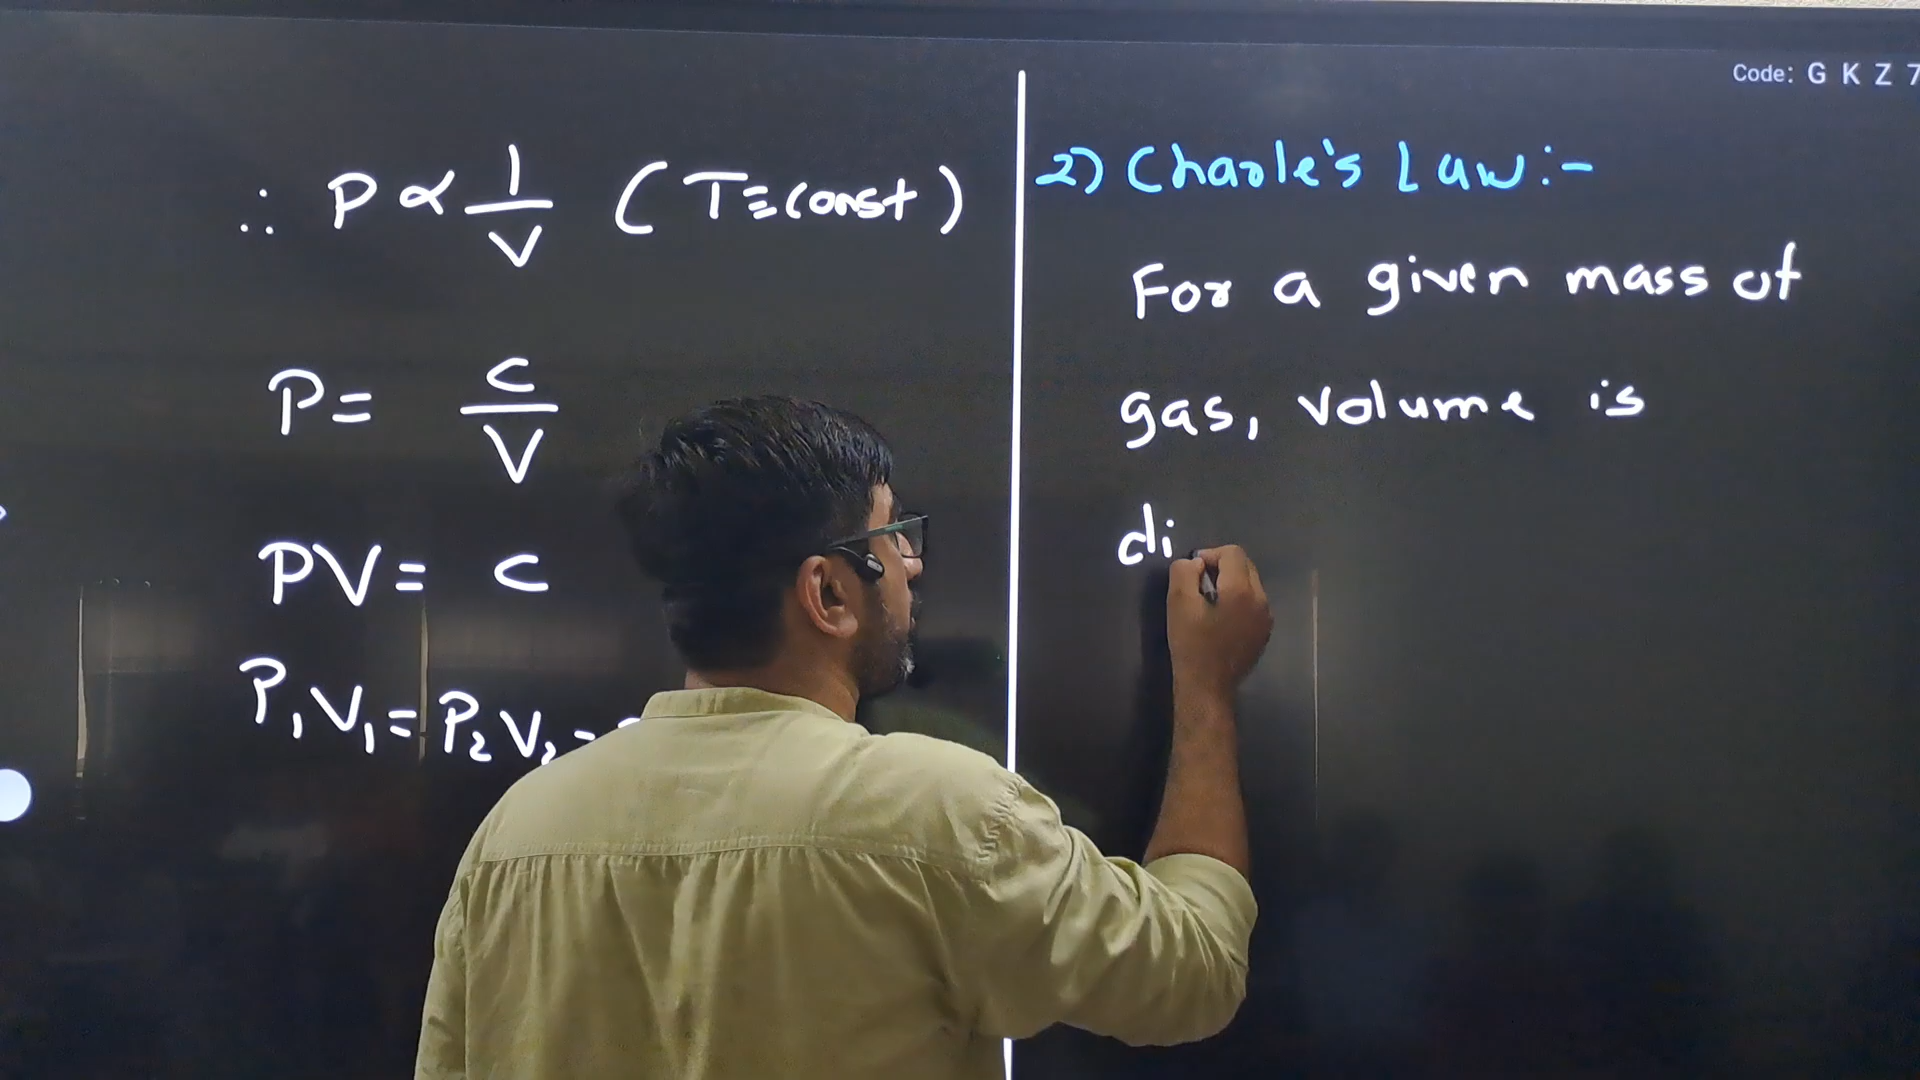 Code: G K Z 7
∴ P ∝ 1/V (T≡const)
P = C/V
PV = C
P₁V₁ = P₂V₂ =
2) Charle's Law :-
For a given mass of
gas, volume is
di